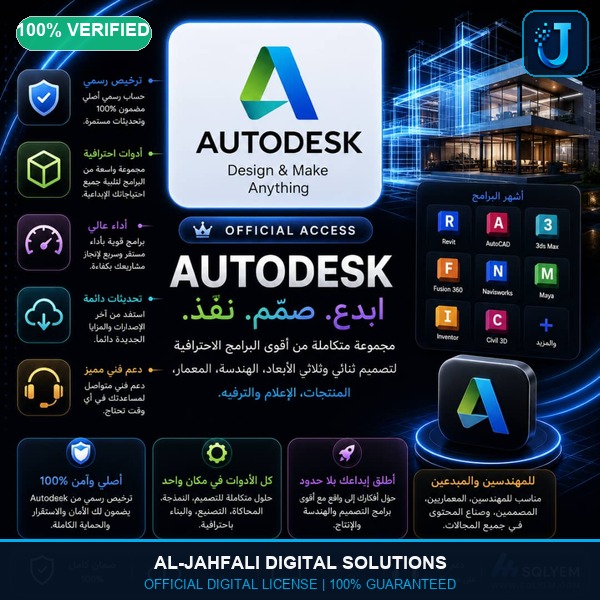 100% VERIFIED
J
AUTODESK
Design & Make
Anything
OFFICIAL ACCESS
AUTODESK
ابدع. صمّم. نفّذ.
مجموعة متكاملة من أقوى البرامج الاحترافية
لتصميم ثنائي وثلاثي الأبعاد، الهندسة، المعمار،
المنتجات، الإعلام والترفيه.
ترخيص رسمي
حساب رسمي أصلي
مضمون 100%
وتحديثات مستمرة.
أدوات احترافية
مجموعة واسعة من
البرامج لتلبية جميع
احتياجاتك الإبداعية.
أداء عالي
برامج قوية بأداء
مستقر وسريع لإنجاز
مشاريعك بكفاءة.
تحديثات دائمة
استفد من آخر
الإصدارات والمزايا
الجديدة دائماً.
دعم فني مميز
دعم فني متواصل
لمساعدتك في أي
وقت تحتاج.
أشهر البرامج
R A 3
Revit AutoCAD 3ds Max
F N M
Fusion 360 Navisworks Maya
I C +
Inventor Civil 3D والمزيد
أصلي وآمن 100%
ترخيص رسمي من Autodesk
يضمن لك الأمان والاستقرار
والحماية الكاملة.
كل الأدوات في مكان واحد
حلول متكاملة للتصميم، النمذجة،
المحاكاة، التصنيع، والبناء
باحترافية.
أطلق إبداعك بلا حدود
حوّل أفكارك إلى واقع مع أقوى
برامج التصميم والهندسة
والإنتاج.
للمهندسين والمبدعين
مناسب للمهندسين، المعماريين،
المصممين، وصناع المحتوى
في جميع المجالات.
AL-JAHFALI DIGITAL SOLUTIONS
OFFICIAL DIGITAL LICENSE | 100% GUARANTEED
SOLYEM